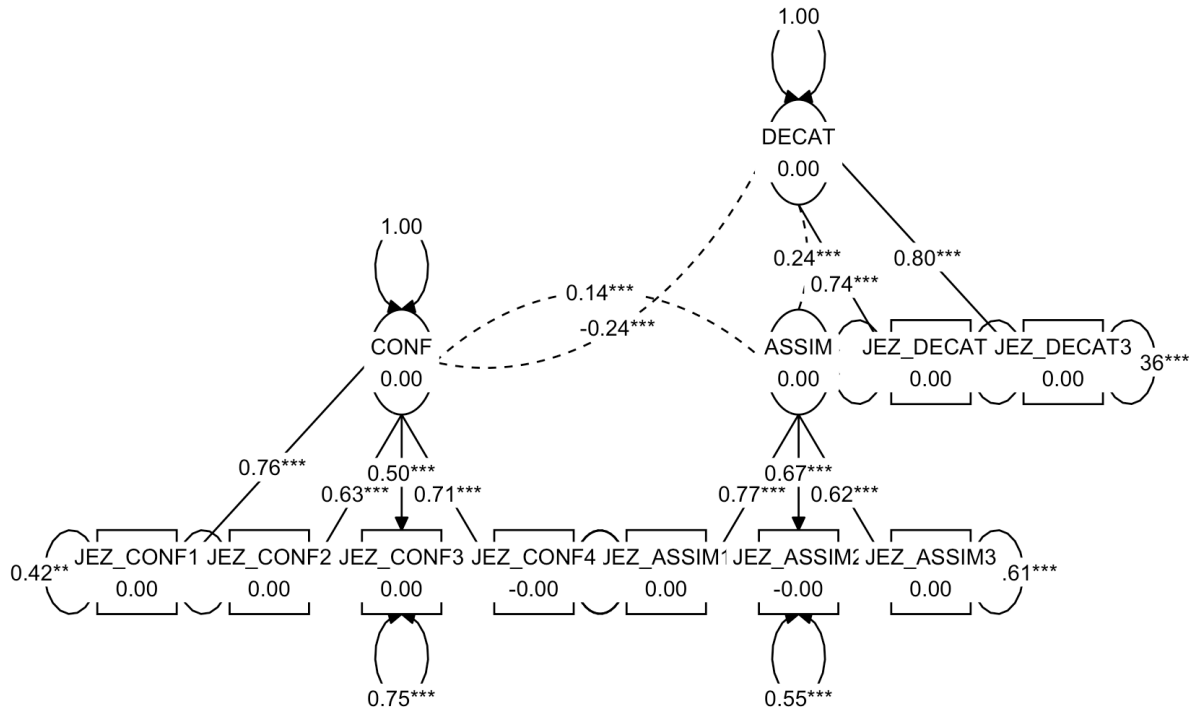 1.00
DECAT
0.00
1.00
0.24***
0.80***
0.74***
0.14***
-0.24***
CONF
0.00
ASSIM
0.00
JEZ_DECAT
0.00
JEZ_DECAT3
0.00
36***
0.76***
0.50***
0.63***
0.71***
0.67***
0.77***
0.62***
0.42**
JEZ_CONF1
0.00
JEZ_CONF2
0.00
JEZ_CONF3
0.00
JEZ_CONF4
-0.00
JEZ_ASSIM1
0.00
JEZ_ASSIM2
-0.00
JEZ_ASSIM3
0.00
.61***
0.75***
0.55***